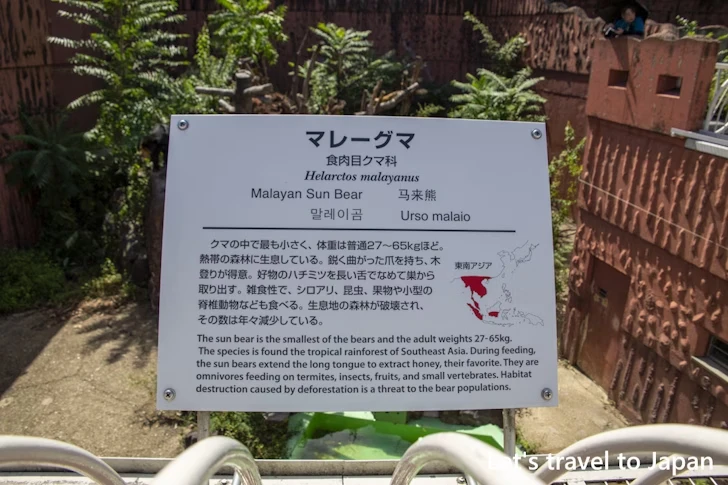 マレーグマ
食肉目クマ科
Helarctos malayanus
Malayan Sun Bear 马来熊
말레이곰 Urso malaio
クマの中で最も小さく、体重は普通27〜65kgほど。
熱帯の森林に生息している。鋭く曲がった爪を持ち、木
登りが得意。好物のハチミツを長い舌でなめて巣から
取り出す。雑食性で、シロアリ、昆虫、果物や小型の
脊椎動物なども食べる。生息地の森林が破壊され、
その数は年々減少している。
東南アジア
The sun bear is the smallest of the bears and the adult weights 27-65kg.
The species is found the tropical rainforest of Southeast Asia. During feeding,
the sun bears extend the long tongue to extract honey, their favorite. They are
omnivores feeding on termites, insects, fruits, and small vertebrates. Habitat
destruction caused by deforestation is a threat to the bear populations.
Let's travel to Japan